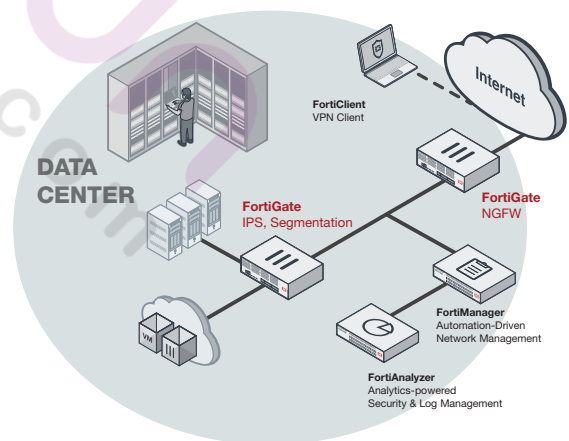 Internet
FortiClient
VPN Client
DATA
CENTER
FortiGate
IPS, Segmentation
FortiGate
NGFW
VM
FortiManager
Automation-Driven
Network Management
FortiAnalyzer
Analytics-powered
Security & Log Management
com